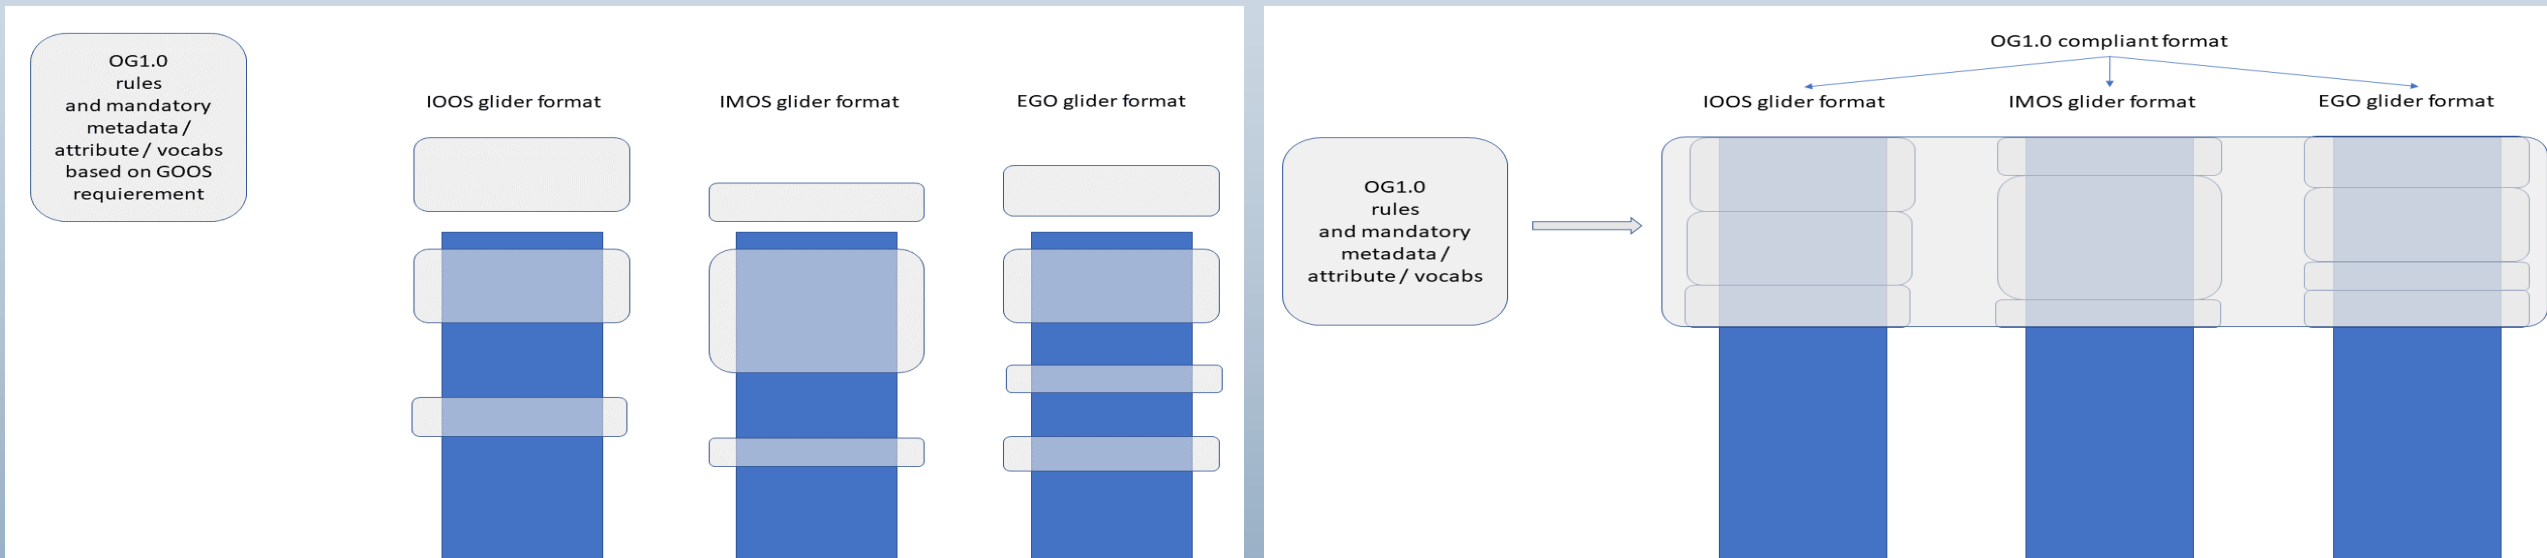 OG1.0
rules
and mandatory
metadata /
attribute / vocabs
based on GOOS
requierement
IOOS glider format
IMOS glider format
EGO glider format
OG1.0 compliant format
IOOS glider format
IMOS glider format
EGO glider format
OG1.0
rules
and mandatory
metadata /
attribute / vocabs